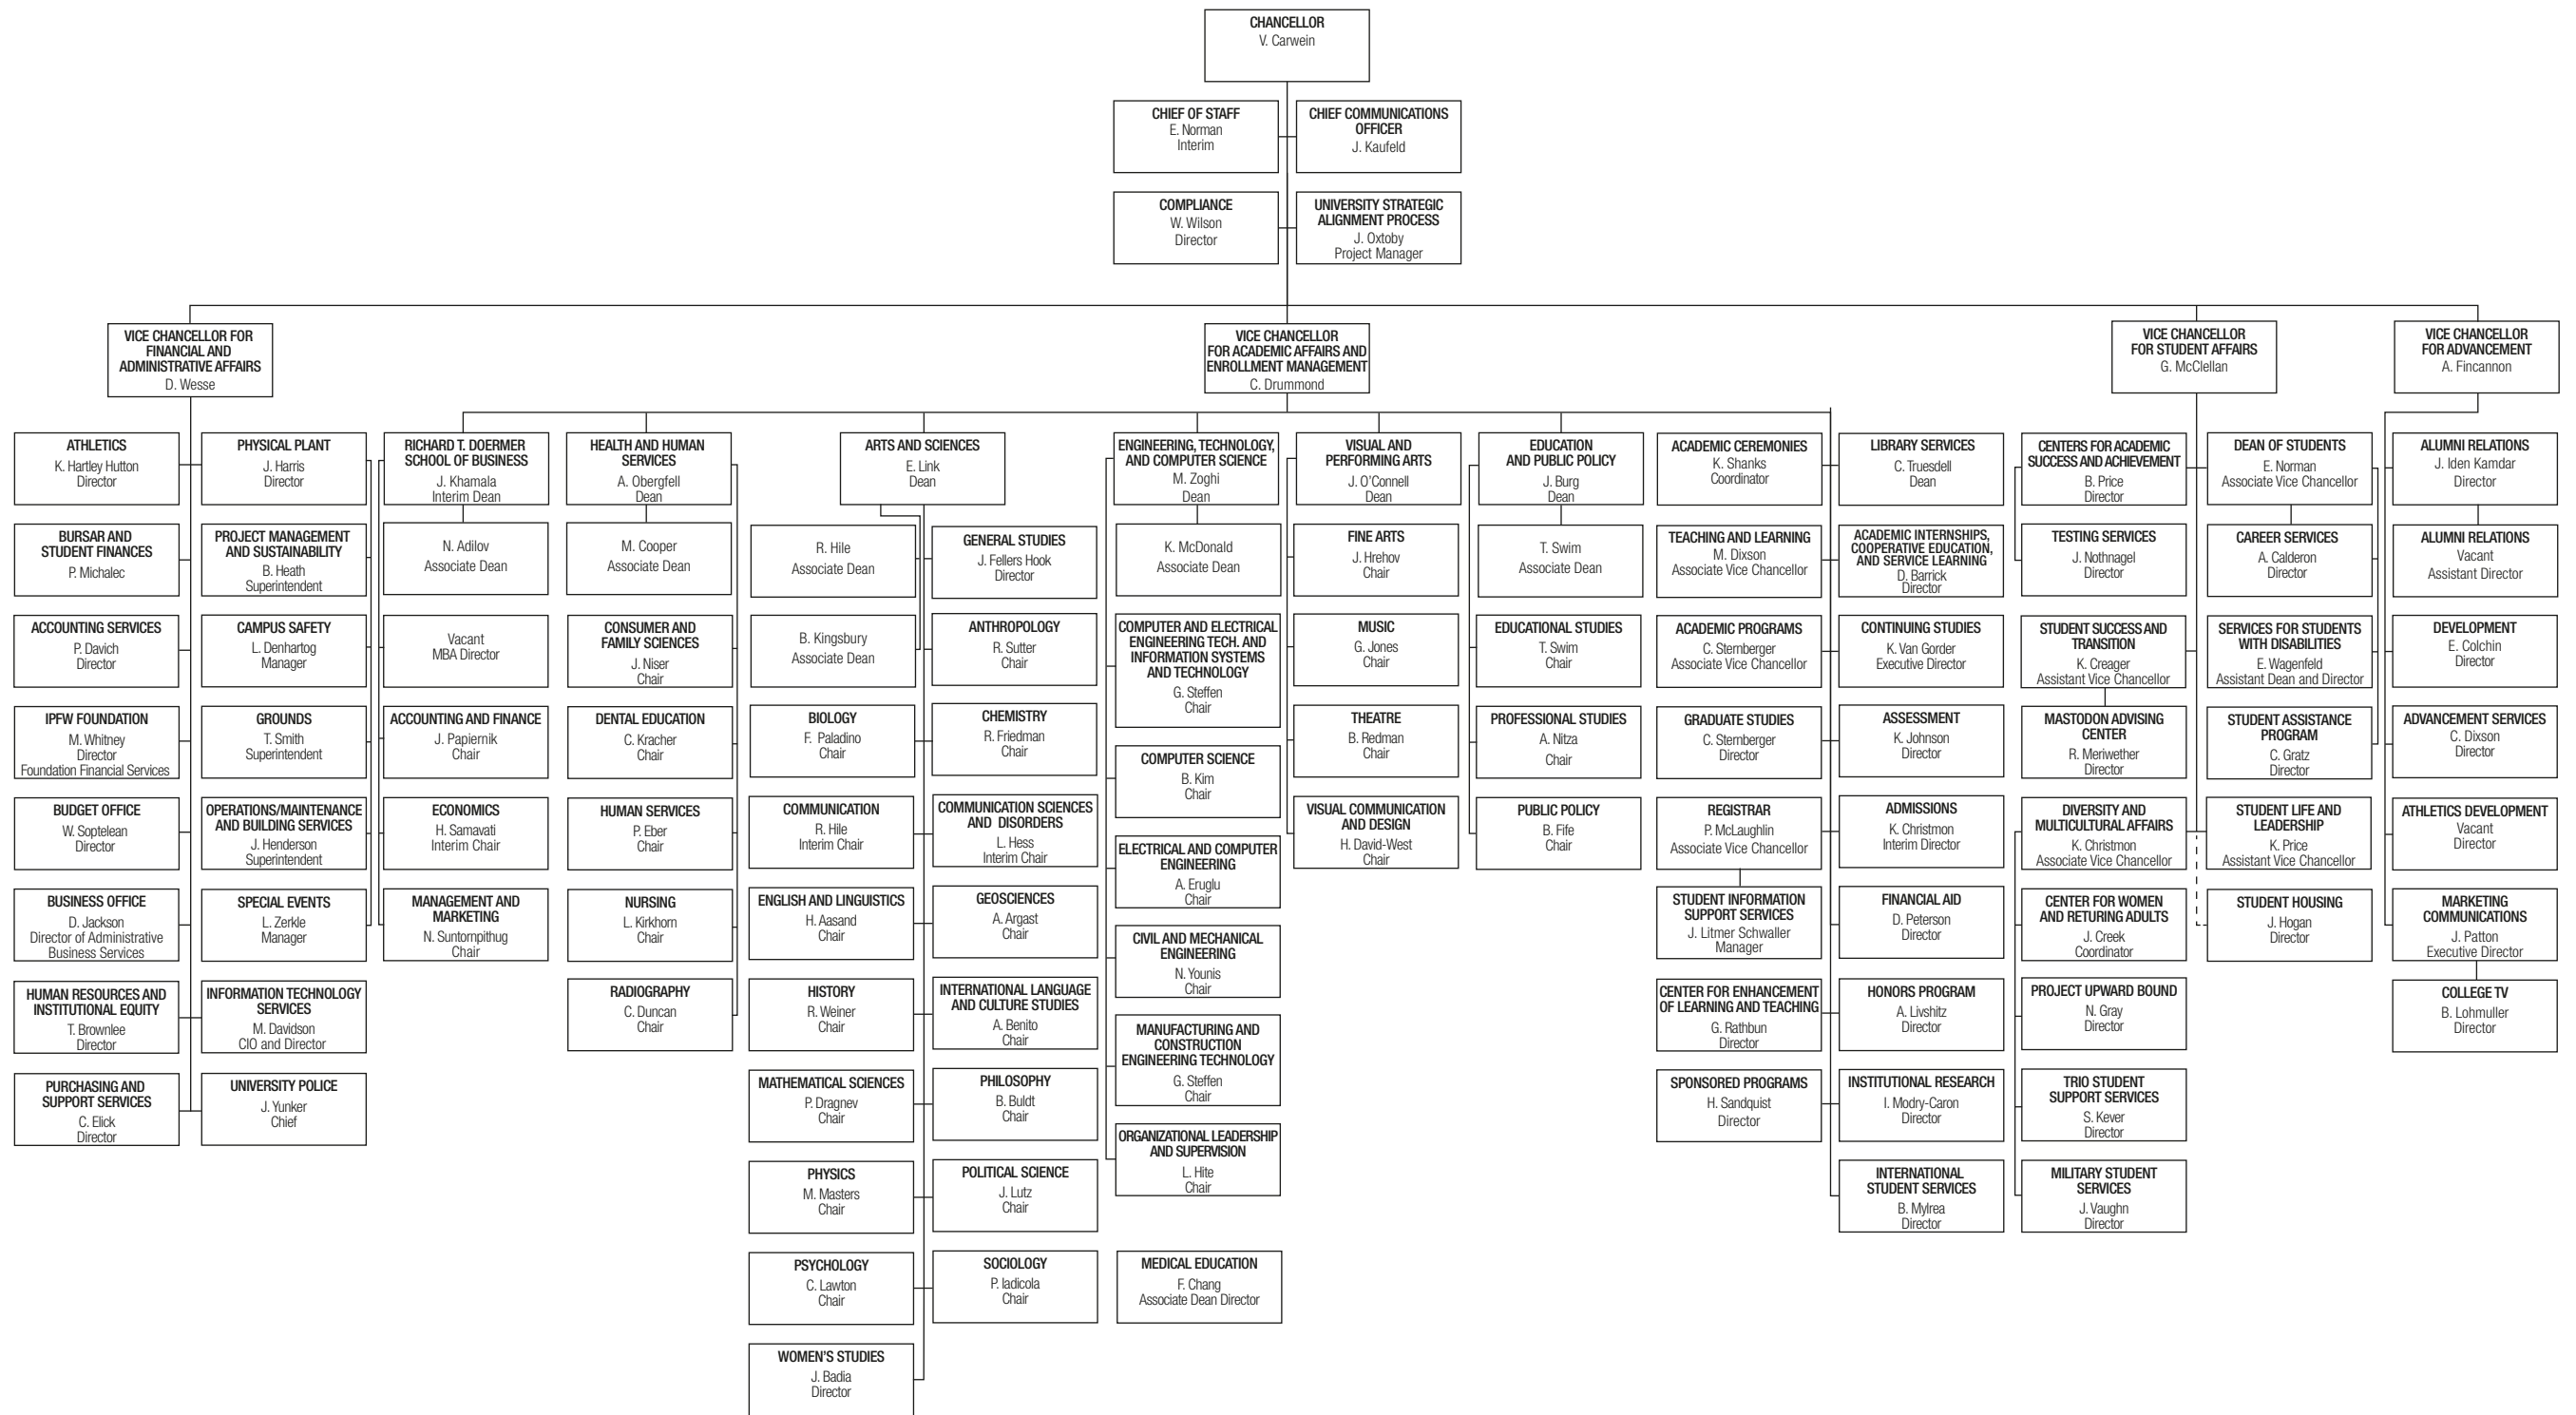 CHANCELLOR
V. Carwein
CHIEF OF STAFF
E. Norman
Interim
CHIEF COMMUNICATIONS
OFFICER
J. Kaufeld
COMPLIANCE
W. Wilson
Director
UNIVERSITY STRATEGIC
ALIGNMENT PROCESS
J. Oxtoby
Project Manager
VICE CHANCELLOR FOR
FINANCIAL AND
ADMINISTRATIVE AFFAIRS
D. Wesse
VICE CHANCELLOR
FOR ACADEMIC AFFAIRS AND
ENROLLMENT MANAGEMENT
C. Drummond
VICE CHANCELLOR
FOR STUDENT AFFAIRS
G. McClellan
VICE CHANCELLOR
FOR ADVANCEMENT
A. Fincannon
ATHLETICS
K. Hartley Hutton
Director
BURSAR AND
STUDENT FINANCES
P. Michalec
ACCOUNTING SERVICES
P. Davich
Director
IPFW FOUNDATION
M. Whitney
Director
Foundation Financial Services
BUDGET OFFICE
W. Soptelean
Director
BUSINESS OFFICE
D. Jackson
Director of Administrative
Business Services
HUMAN RESOURCES AND
INSTITUTIONAL EQUITY
T. Brownlee
Director
PURCHASING AND
SUPPORT SERVICES
C. Elick
Director
PHYSICAL PLANT
J. Harris
Director
PROJECT MANAGEMENT
AND SUSTAINABILITY
B. Heath
Superintendent
CAMPUS SAFETY
L. Denhartog
Manager
GROUNDS
T. Smith
Superintendent
OPERATIONS/MAINTENANCE
AND BUILDING SERVICES
J. Henderson
Superintendent
SPECIAL EVENTS
L. Zerkle
Manager
INFORMATION TECHNOLOGY
SERVICES
M. Davidson
CIO and Director
UNIVERSITY POLICE
J. Yunker
Chief
RICHARD T. DOERMER
SCHOOL OF BUSINESS
J. Khamala
Interim Dean
N. Adilov
Associate Dean
Vacant
MBA Director
ACCOUNTING AND FINANCE
J. Papiernik
Chair
ECONOMICS
H. Samavati
Interim Chair
MANAGEMENT AND
MARKETING
N. Suntornpithug
Chair
HEALTH AND HUMAN
SERVICES
A. Obergfell
Dean
M. Cooper
Associate Dean
CONSUMER AND
FAMILY SCIENCES
J. Niser
Chair
DENTAL EDUCATION
C. Kracher
Chair
HUMAN SERVICES
P. Eber
Chair
NURSING
L. Kirkhorn
Chair
RADIOGRAPHY
C. Duncan
Chair
ARTS AND SCIENCES
E. Link
Dean
R. Hile
Associate Dean
B. Kingsbury
Associate Dean
BIOLOGY
F. Paladino
Chair
COMMUNICATION
R. Hile
Interim Chair
ENGLISH AND LINGUISTICS
H. Aasand
Chair
HISTORY
R. Weiner
Chair
MATHEMATICAL SCIENCES
P. Dragnev
Chair
PHYSICS
M. Masters
Chair
PSYCHOLOGY
C. Lawton
Chair
WOMEN'S STUDIES
J. Badia
Director
GENERAL STUDIES
J. Fellers Hook
Director
ANTHROPOLOGY
R. Sutter
Chair
CHEMISTRY
R. Friedman
Chair
COMMUNICATION SCIENCES
AND DISORDERS
L. Hess
Interim Chair
GEOSCIENCES
A. Argast
Chair
INTERNATIONAL LANGUAGE
AND CULTURE STUDIES
A. Benito
Chair
PHILOSOPHY
B. Buldt
Chair
POLITICAL SCIENCE
J. Lutz
Chair
SOCIOLOGY
P. Iadicola
Chair
ENGINEERING, TECHNOLOGY,
AND COMPUTER SCIENCE
M. Zoghi
Dean
K. McDonald
Associate Dean
COMPUTER AND ELECTRICAL
ENGINEERING TECH. AND
INFORMATION SYSTEMS
AND TECHNOLOGY
G. Steffen
Chair
COMPUTER SCIENCE
B. Kim
Chair
ELECTRICAL AND COMPUTER
ENGINEERING
A. Eruglu
Chair
CIVIL AND MECHANICAL
ENGINEERING
N. Younis
Chair
MANUFACTURING AND
CONSTRUCTION
ENGINEERING TECHNOLOGY
G. Steffen
Chair
ORGANIZATIONAL LEADERSHIP
AND SUPERVISION
L. Hite
Chair
MEDICAL EDUCATION
F. Chang
Associate Dean Director
VISUAL AND
PERFORMING ARTS
J. O'Connell
Dean
FINE ARTS
J. Hrehov
Chair
MUSIC
G. Jones
Chair
THEATRE
B. Redman
Chair
VISUAL COMMUNICATION
AND DESIGN
H. David-West
Chair
EDUCATION
AND PUBLIC POLICY
J. Burg
Dean
T. Swim
Associate Dean
EDUCATIONAL STUDIES
T. Swim
Chair
PROFESSIONAL STUDIES
A. Nitza
Chair
PUBLIC POLICY
B. Fife
Chair
ACADEMIC CEREMONIES
K. Shanks
Coordinator
TEACHING AND LEARNING
M. Dixson
Associate Vice Chancellor
ACADEMIC PROGRAMS
C. Sternberger
Associate Vice Chancellor
GRADUATE STUDIES
C. Sternberger
Director
REGISTRAR
P. McLaughlin
Associate Vice Chancellor
STUDENT INFORMATION
SUPPORT SERVICES
J. Litmer Schwaller
Manager
CENTER FOR ENHANCEMENT
OF LEARNING AND TEACHING
G. Rathbun
Director
SPONSORED PROGRAMS
H. Sandquist
Director
LIBRARY SERVICES
C. Truesdell
Dean
ACADEMIC INTERNSHIPS,
COOPERATIVE EDUCATION,
AND SERVICE LEARNING
D. Barrick
Director
CONTINUING STUDIES
K. Van Gorder
Executive Director
ASSESSMENT
K. Johnson
Director
ADMISSIONS
K. Christmon
Interim Director
FINANCIAL AID
D. Peterson
Director
HONORS PROGRAM
A. Livshitz
Director
INSTITUTIONAL RESEARCH
I. Modry-Caron
Director
INTERNATIONAL
STUDENT SERVICES
B. Mylrea
Director
CENTERS FOR ACADEMIC
SUCCESS AND ACHIEVEMENT
B. Price
Director
TESTING SERVICES
J. Nothnagel
Director
STUDENT SUCCESS AND
TRANSITION
K. Creager
Assistant Vice Chancellor
MASTODON ADVISING
CENTER
R. Meriwether
Director
DIVERSITY AND
MULTICULTURAL AFFAIRS
K. Christmon
Associate Vice Chancellor
CENTER FOR WOMEN
AND RETURING ADULTS
J. Creek
Coordinator
PROJECT UPWARD BOUND
N. Gray
Director
TRIO STUDENT
SUPPORT SERVICES
S. Kever
Director
MILITARY STUDENT
SERVICES
J. Vaughn
Director
DEAN OF STUDENTS
E. Norman
Associate Vice Chancellor
CAREER SERVICES
A. Calderon
Director
SERVICES FOR STUDENTS
WITH DISABILITIES
E. Wagenfeld
Assistant Dean and Director
STUDENT ASSISTANCE
PROGRAM
C. Gratz
Director
STUDENT LIFE AND
LEADERSHIP
K. Price
Assistant Vice Chancellor
STUDENT HOUSING
J. Hogan
Director
ALUMNI RELATIONS
J. Iden Kamdar
Director
ALUMNI RELATIONS
Vacant
Assistant Director
DEVELOPMENT
E. Colchin
Director
ADVANCEMENT SERVICES
C. Dixson
Director
ATHLETICS DEVELOPMENT
Vacant
Director
MARKETING
COMMUNICATIONS
J. Patton
Executive Director
COLLEGE TV
B. Lohmuller
Director